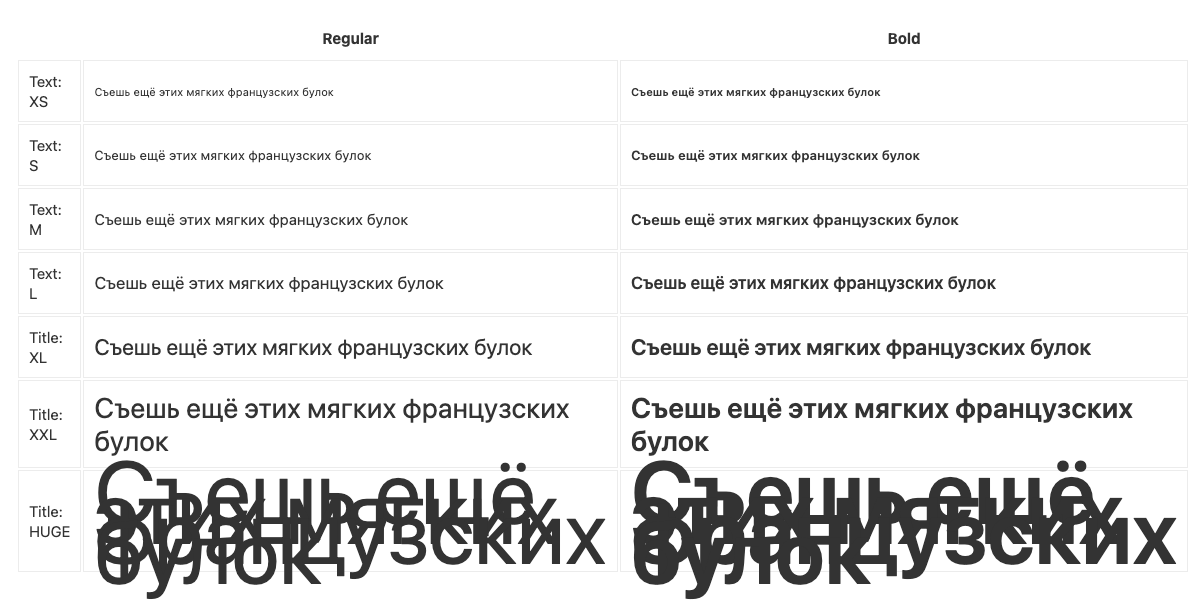 Regular Bold
Text:
XS
Съешь ещё этих мягких французских булок Съешь ещё этих мягких французских булок
Text:
S
Съешь ещё этих мягких французских булок Съешь ещё этих мягких французских булок
Text:
M
Съешь ещё этих мягких французских булок Съешь ещё этих мягких французских булок
Text:
L
Съешь ещё этих мягких французских булок Съешь ещё этих мягких французских булок
Title:
XL
Съешь ещё этих мягких французских булок Съешь ещё этих мягких французских булок
Title:
XXL
Съешь ещё этих мягких французских
булок
Съешь ещё этих мягких французских
булок
Title:
HUGE
Съешь ещё
этих мягких
французских
булок
Съешь ещё
этих мягких
французских
булок